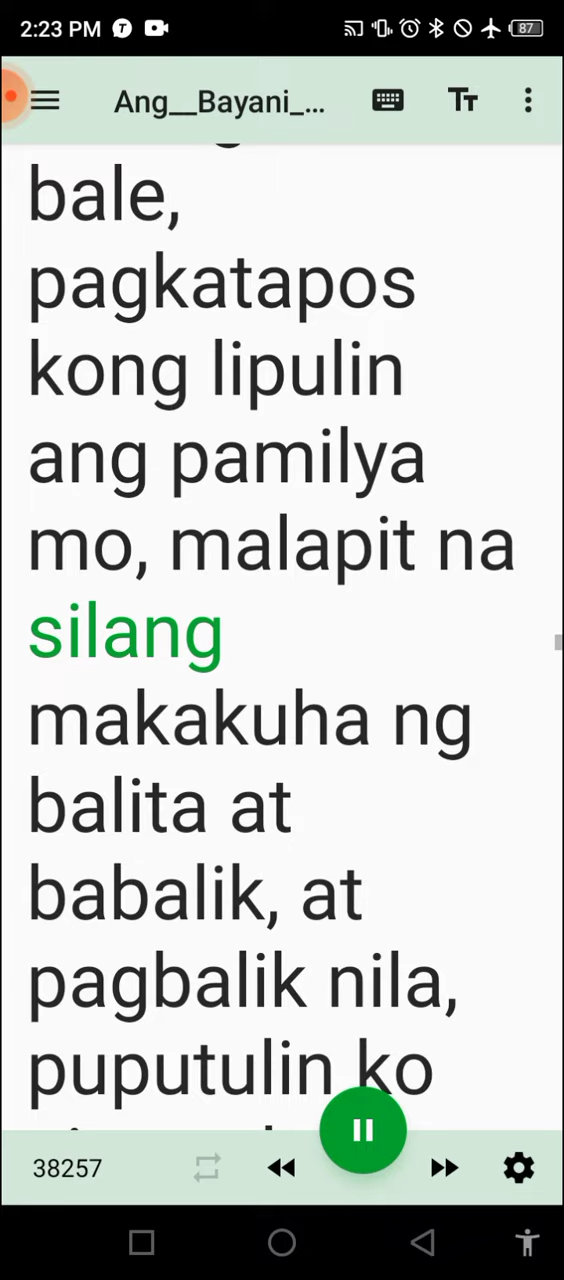 2:23 PM
87
Ang__Bayani_...
bale,
pagkatapos
kong lipulin
ang pamilya
mo, malapit na
silang
makakuha ng
balita at
babalik, at
pagbalik nila,
puputulin ko
38257